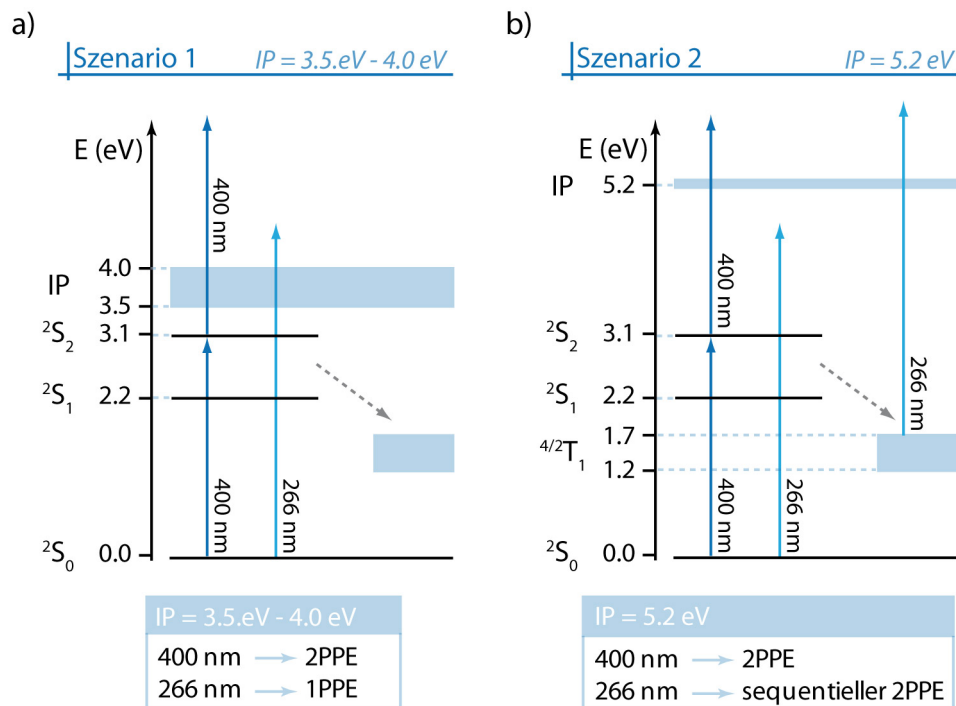 a)
Szenario 1 IP = 3.5.eV - 4.0 eV
E (eV)
400 nm
4.0
IP
3.5
²S₂ 3.1
²S₁ 2.2
400 nm
266 nm
²S₀ 0.0
IP = 3.5.eV - 4.0 eV
400 nm 2PPE
266 nm 1PPE
b)
Szenario 2 IP = 5.2 eV
E (eV)
IP 5.2
400 nm
²S₂ 3.1
²S₁ 2.2
266 nm
1.7
⁴/²T₁
1.2
400 nm
266 nm
²S₀ 0.0
IP = 5.2 eV
400 nm 2PPE
266 nm sequentieller 2PPE